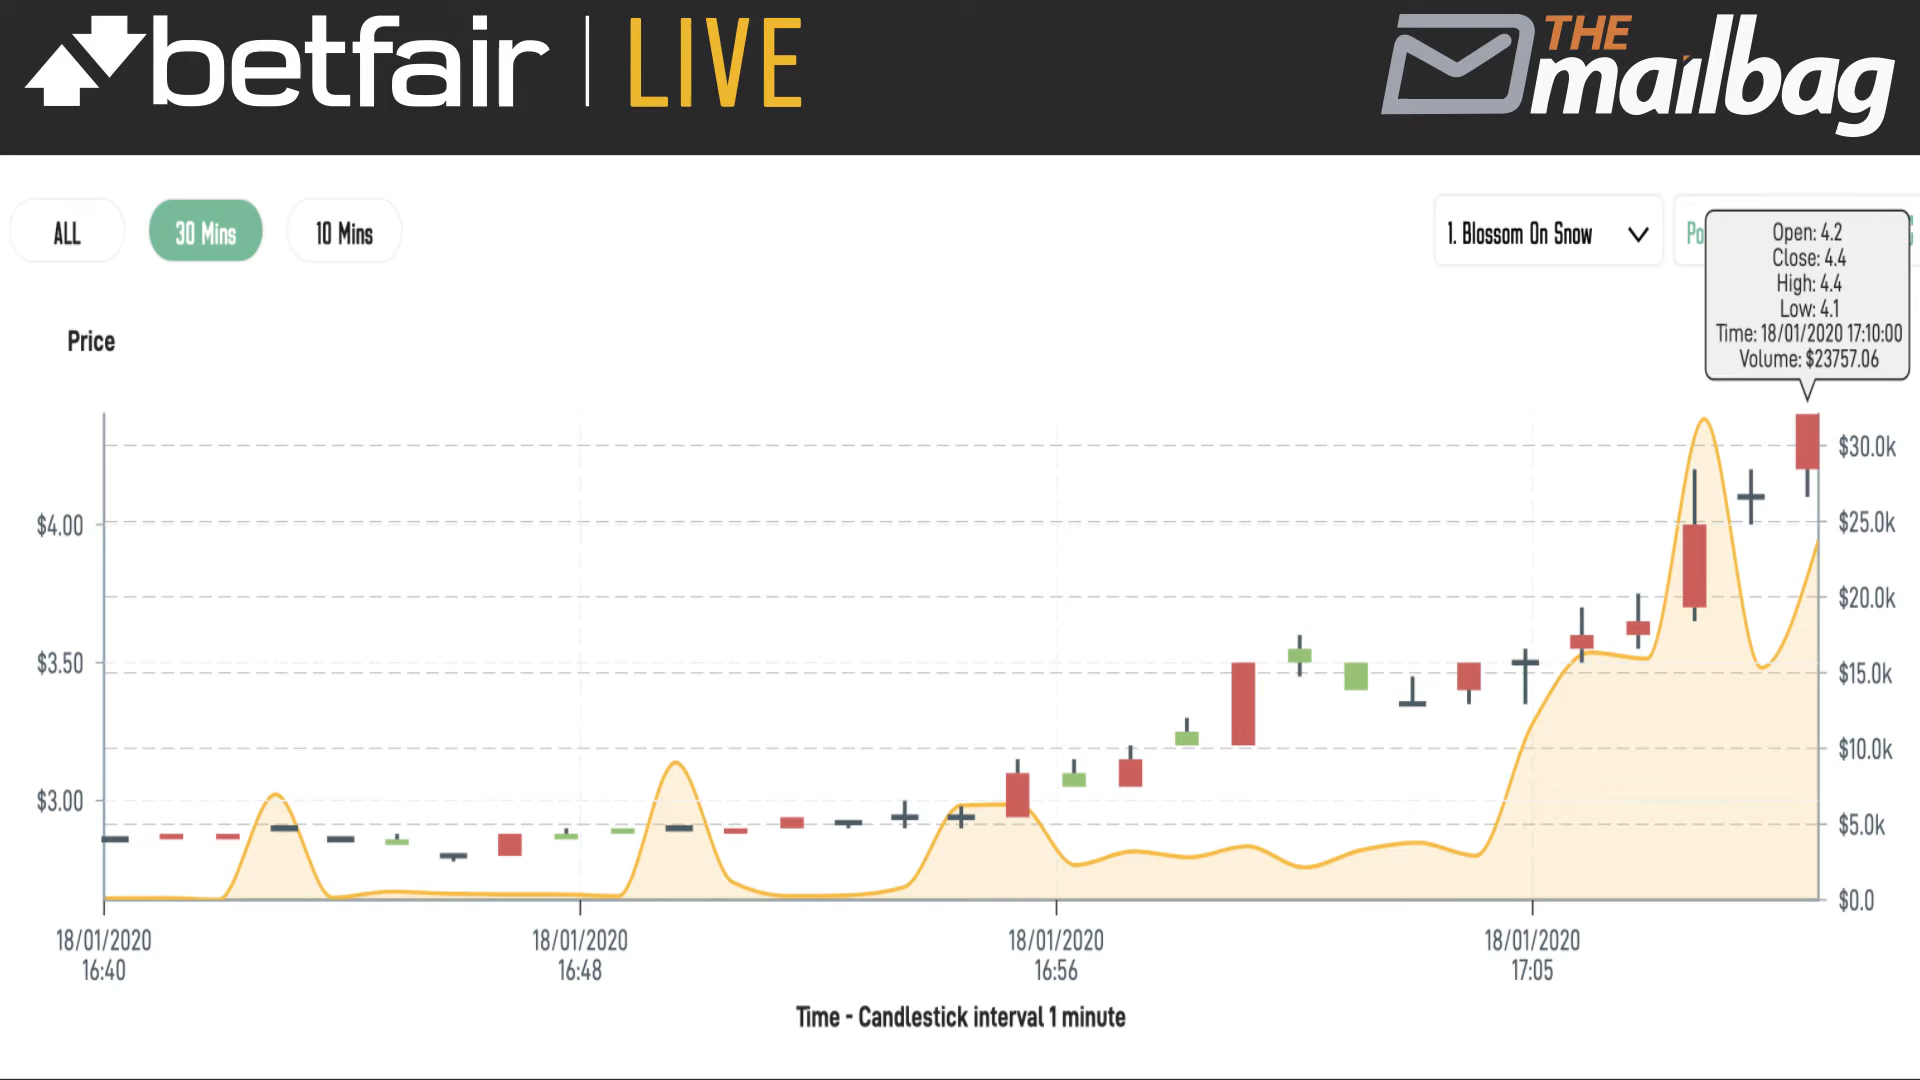 betfair | LIVE
THE
mailbag
ALL
30 Mins
10 Mins
1. Blossom On Snow
Po
Open: 4.2
Close: 4.4
High: 4.4
Low: 4.1
Time: 18/01/2020 17:10:00
Volume: $23757.06
Price
$4.00
$3.50
$3.00
$30.0k
$25.0k
$20.0k
$15.0k
$10.0k
$5.0k
$0.0
18/01/2020
16:40
18/01/2020
16:48
18/01/2020
16:56
18/01/2020
17:05
Time - Candlestick interval 1 minute